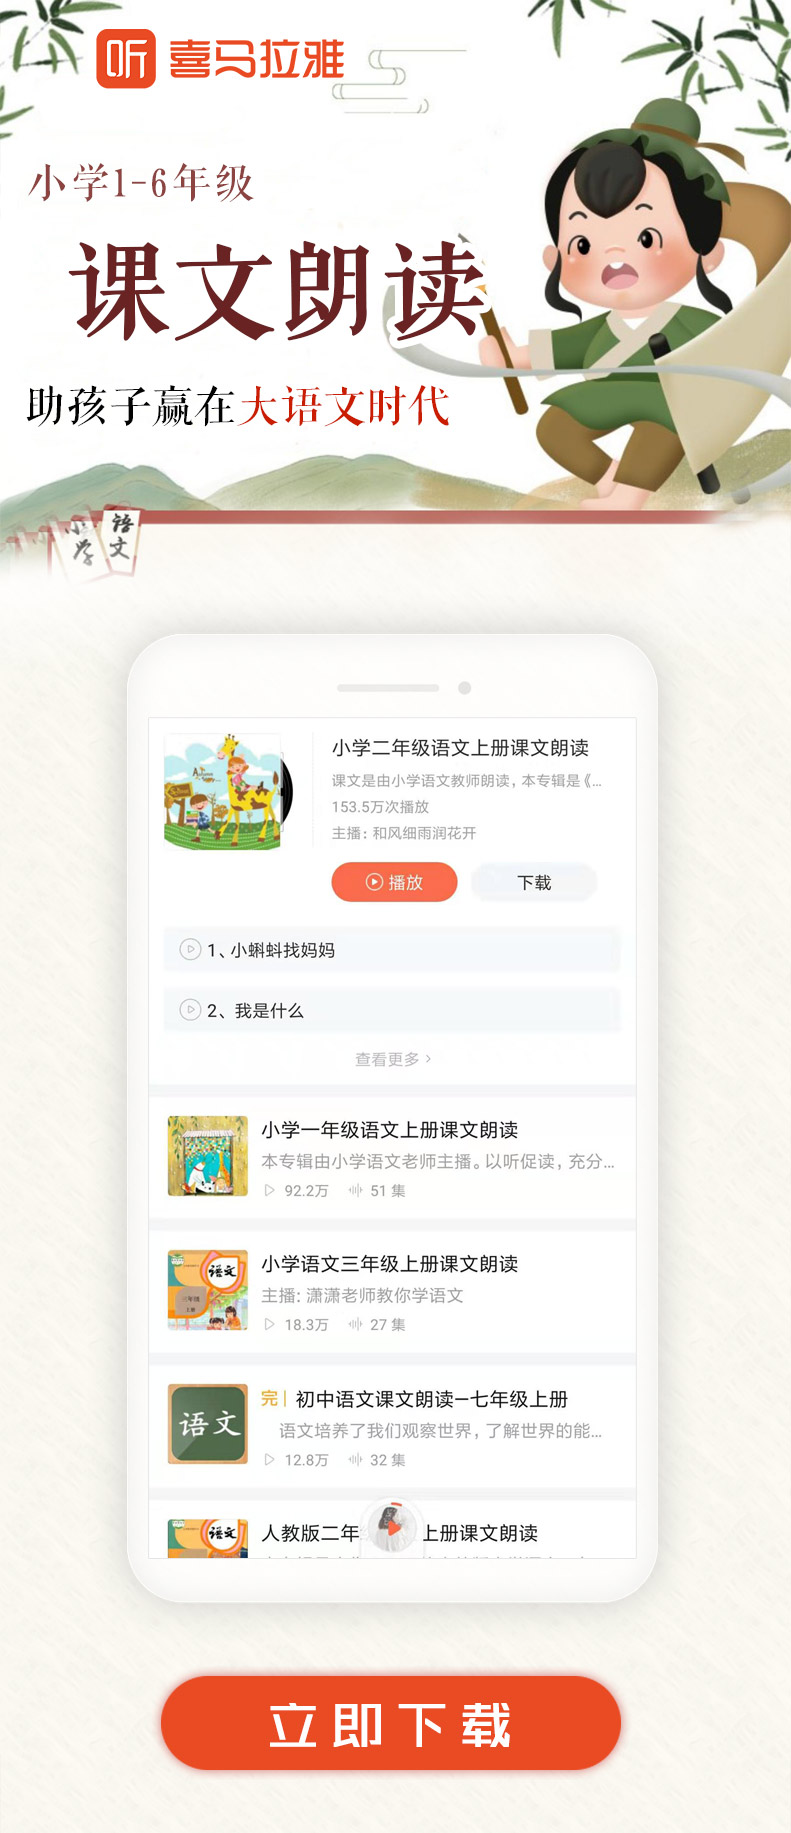 听 喜马拉雅
小学1-6年级
课文朗读
助孩子赢在大语文时代
小学
语文
小学二年级语文上册课文朗读
课文是由小学语文教师朗读，本专辑是《...
153.5万次播放
主播：和风细雨润花开
播放
下载
1、小蝌蚪找妈妈
2、我是什么
查看更多 ›
小学一年级语文上册课文朗读
本专辑由小学语文老师主播。以听促读，充分...
92.2万 51 集
语文
三年级
上册
小学语文三年级上册课文朗读
主播: 潇潇老师教你学语文
18.3万 27 集
语文
完 | 初中语文课文朗读—七年级上册
语文培养了我们观察世界，了解世界的能...
12.8万 32 集
语文
人教版二年 上册课文朗读
立即下载